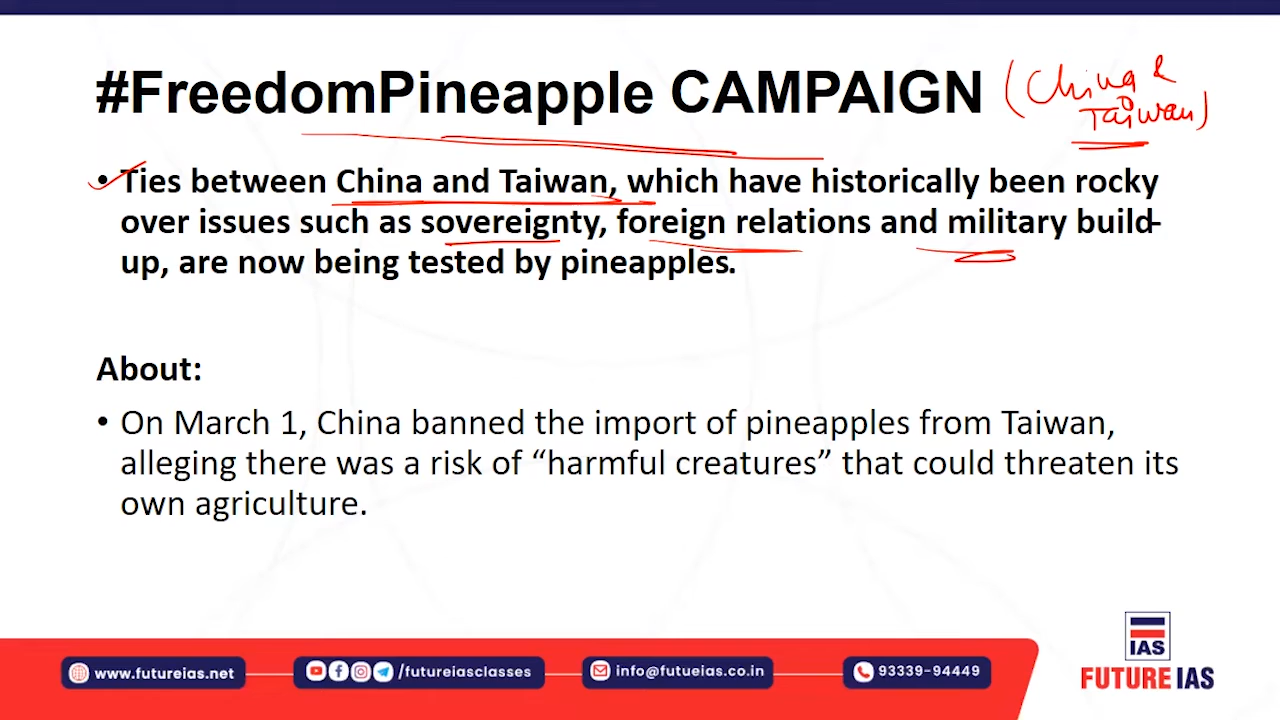 #FreedomPineapple CAMPAIGN (China &
Taiwan)
• Ties between China and Taiwan, which have historically been rocky
over issues such as sovereignty, foreign relations and military build-
up, are now being tested by pineapples.
About:
• On March 1, China banned the import of pineapples from Taiwan,
alleging there was a risk of “harmful creatures” that could threaten its
own agriculture.
IAS
www.futureias.net /futureiasclasses info@futueias.co.in 93339-94449 FUTURE IAS